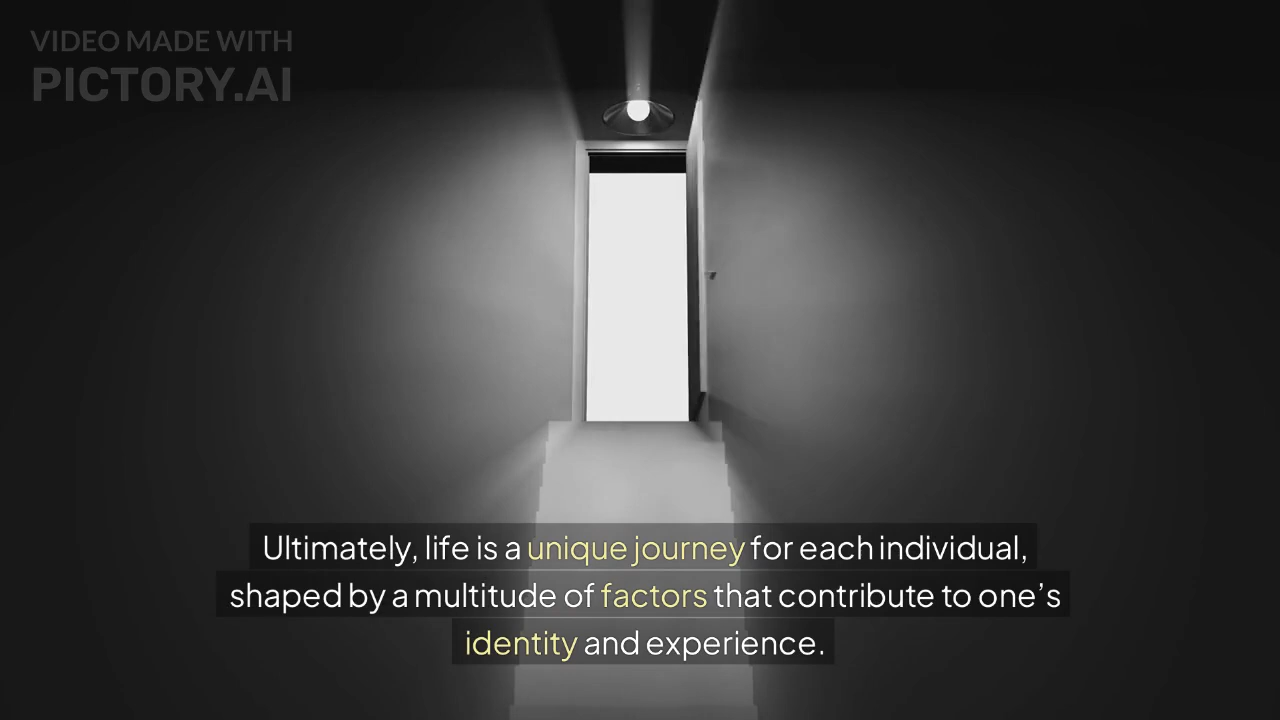 VIDEO MADE WITH
PICTORY.AI
Ultimately, life is a unique journey for each individual,
shaped by a multitude of factors that contribute to one’s
identity and experience.